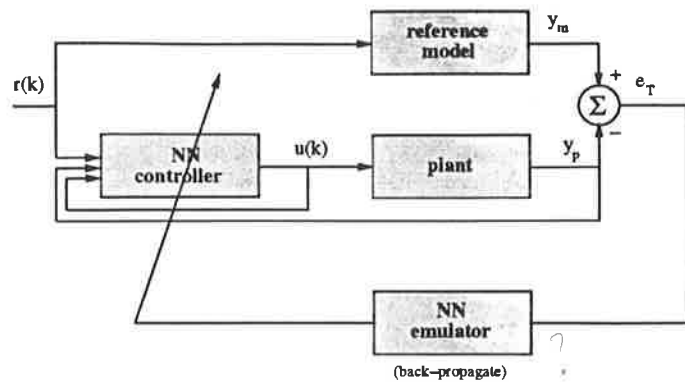 reference
model
y_m
r(k)
+
e_T
Σ
−
NN
controller
u(k)
plant
y_p
NN
emulator
?
(back-propagate)